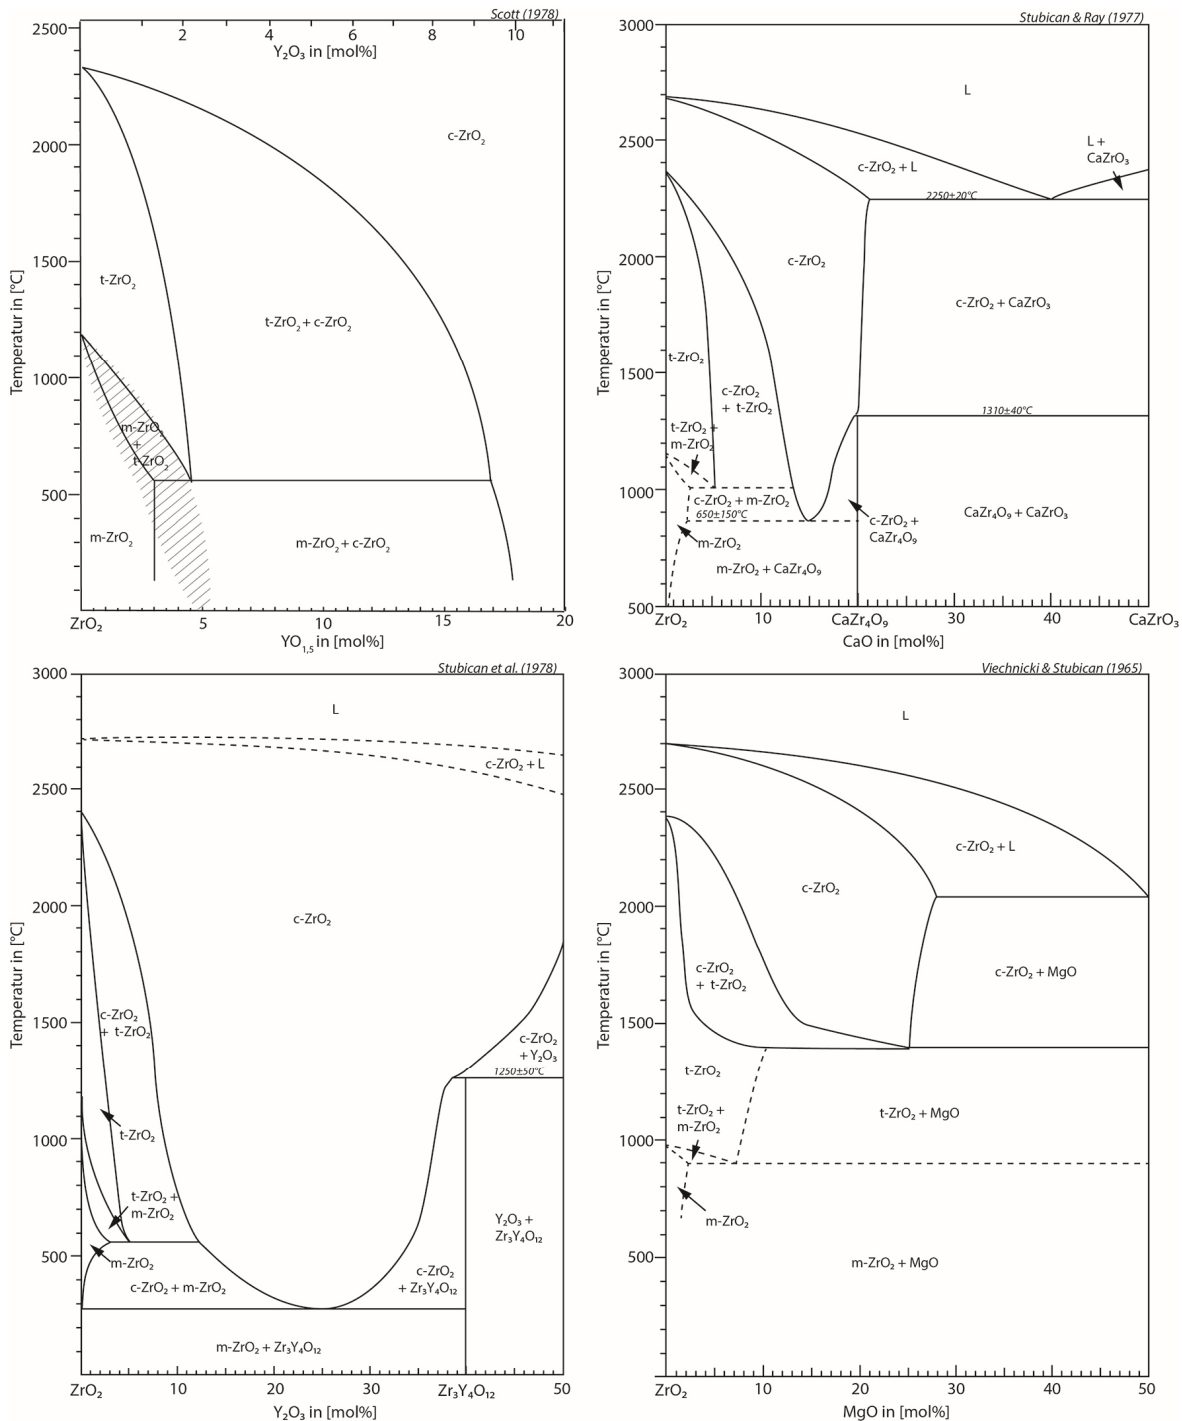 Scott (1978)
2500
2 4 6 8 10
Y₂O₃ in [mol%]
c-ZrO₂
2000
1500
t-ZrO₂
t-ZrO₂ + c-ZrO₂
1000
m-ZrO₂
+
t-ZrO₂
500
m-ZrO₂
m-ZrO₂ + c-ZrO₂
Temperatur in [°C]
ZrO₂ 5 10 15 20
YO₁,₅ in [mol%]
Stubican & Ray (1977)
3000
L
L +
CaZrO₃
2500
c-ZrO₂ + L
2250±20°C
c-ZrO₂
2000
c-ZrO₂ + CaZrO₃
t-ZrO₂
1500
c-ZrO₂
+ t-ZrO₂
1310±40°C
t-ZrO₂ +
m-ZrO₂
1000
c-ZrO₂ + m-ZrO₂
650±150°C
CaZr₄O₉ + CaZrO₃
c-ZrO₂ +
CaZr₄O₉
m-ZrO₂
m-ZrO₂ + CaZr₄O₉
500
Temperatur in [°C]
ZrO₂ 10 CaZr₄O₉ 30 40 CaZrO₃
CaO in [mol%]
Stubican et al. (1978)
3000
L
c-ZrO₂ + L
2500
2000
c-ZrO₂
1500
c-ZrO₂
+ t-ZrO₂
c-ZrO₂
+ Y₂O₃
1250±50°C
t-ZrO₂
1000
t-ZrO₂ +
m-ZrO₂
Y₂O₃ +
Zr₃Y₄O₁₂
500
m-ZrO₂
c-ZrO₂ + m-ZrO₂
c-ZrO₂
+ Zr₃Y₄O₁₂
m-ZrO₂ + Zr₃Y₄O₁₂
Temperatur in [°C]
ZrO₂ 10 20 30 Zr₃Y₄O₁₂ 50
Y₂O₃ in [mol%]
Viechnicki & Stubican (1965)
3000
L
2500
c-ZrO₂ + L
c-ZrO₂
2000
c-ZrO₂
+ t-ZrO₂
c-ZrO₂ + MgO
1500
t-ZrO₂
t-ZrO₂ +
m-ZrO₂
t-ZrO₂ + MgO
1000
m-ZrO₂
500
m-ZrO₂ + MgO
Temperatur in [°C]
ZrO₂ 10 20 30 40 50
MgO in [mol%]